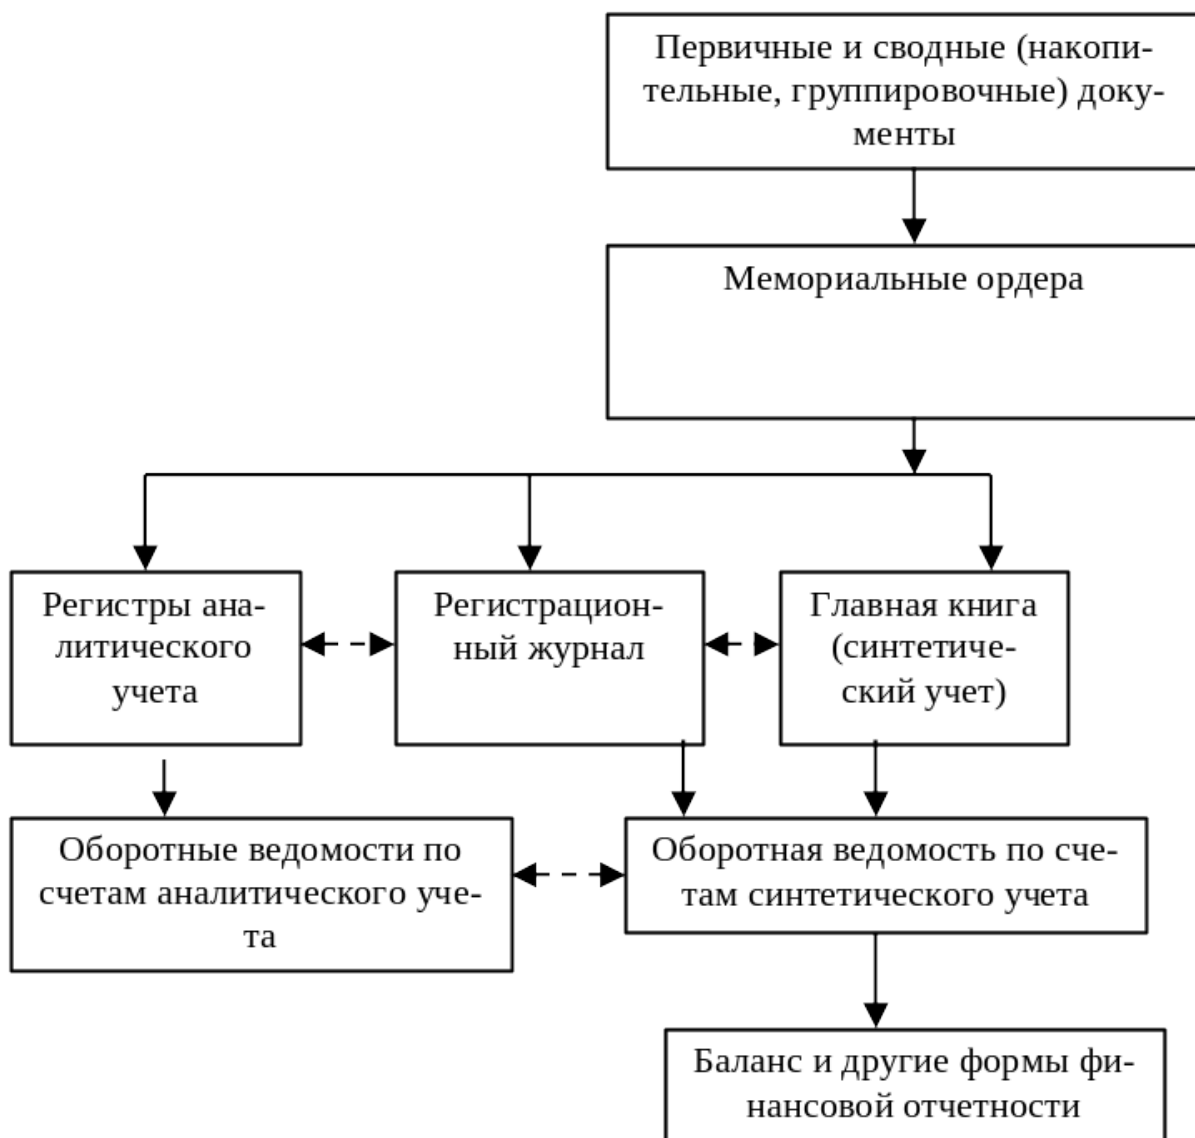 Первичные и сводные (накопи-
тельные, группировочные) доку-
менты
Мемориальные ордера
Регистры ана-
литического
учета
Регистрацион-
ный журнал
Главная книга
(синтетиче-
ский учет)
Оборотные ведомости по
счетам аналитического уче-
та
Оборотная ведомость по сче-
там синтетического учета
Баланс и другие формы фи-
нансовой отчетности